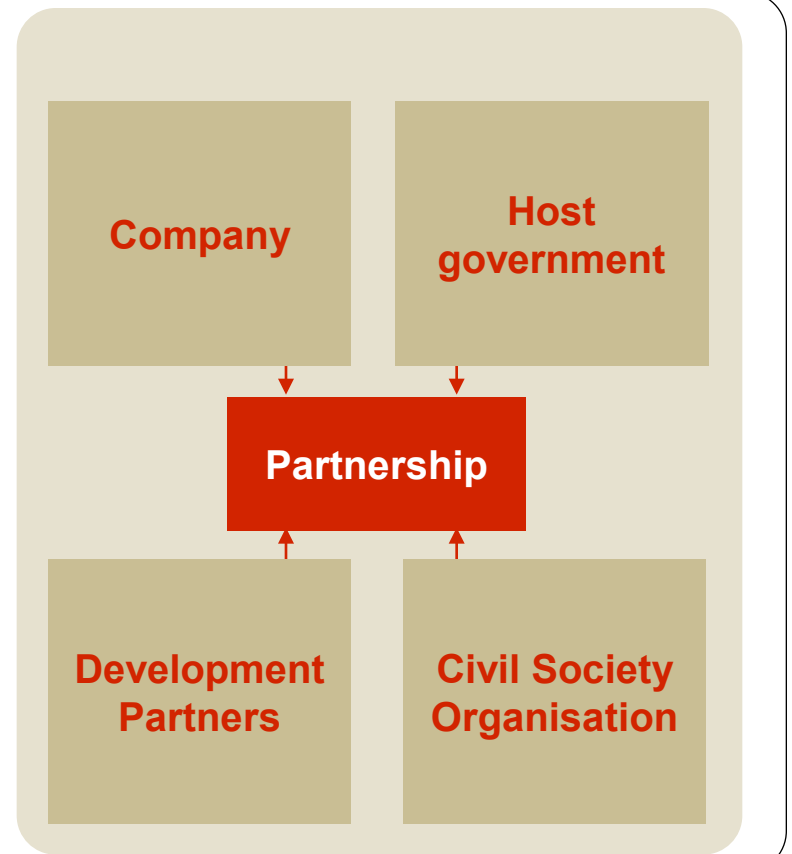 Company
Host
government
Partnership
Development
Partners
Civil Society
Organisation